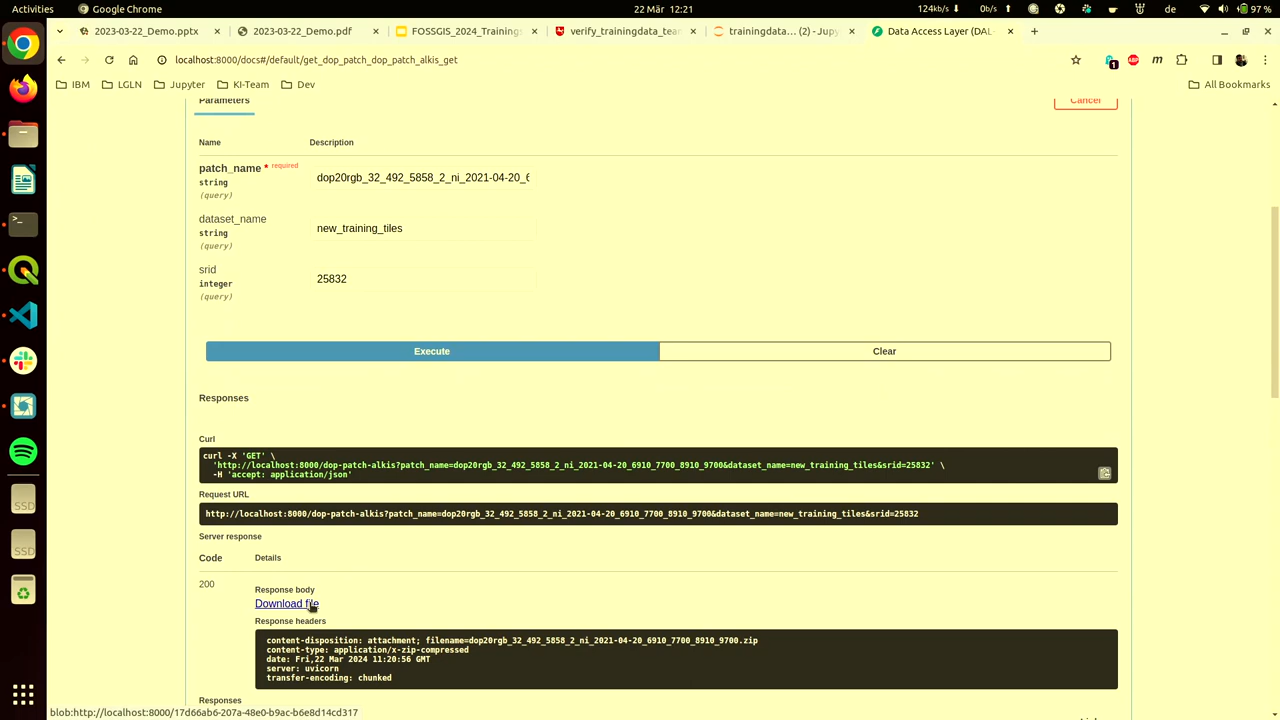 Activities
Google Chrome
22 Mär 12:21
124kb/s
0b/s
de
97 %
2023-03-22_Demo.pptx
2023-03-22_Demo.pdf
FOSSGIS_2024_Trainings
verify_trainingdata_tea
trainingdata… (2) - Jupy
Data Access Layer (DAL
localhost:8000/docs#/default/get_dop_patch_dop_patch_alkis_get
1
ABP
m
IBM
LGLN
Jupyter
KI-Team
Dev
All Bookmarks
Parameters
Cancel
Name
Description
patch_name * required
string
(query)
dop20rgb_32_492_5858_2_ni_2021-04-20_6
dataset_name
string
(query)
new_training_tiles
srid
integer
(query)
25832
Execute
Clear
Responses
Curl
curl -X 'GET' \
'http://localhost:8000/dop-patch-alkis?patch_name=dop20rgb_32_492_5858_2_ni_2021-04-20_6910_7700_8910_9700&dataset_name=new_training_tiles&srid=25832' \
-H 'accept: application/json'
Request URL
http://localhost:8000/dop-patch-alkis?patch_name=dop20rgb_32_492_5858_2_ni_2021-04-20_6910_7700_8910_9700&dataset_name=new_training_tiles&srid=25832
Server response
Code
Details
200
Response body
Download file
Response headers
content-disposition: attachment; filename=dop20rgb_32_492_5858_2_ni_2021-04-20_6910_7700_8910_9700.zip
content-type: application/x-zip-compressed
date: Fri,22 Mar 2024 11:20:56 GMT
server: uvicorn
transfer-encoding: chunked
Responses
SSD
SSD
blob:http://localhost:8000/17d66ab6-207a-48e0-b9ac-b6e8d14cd317